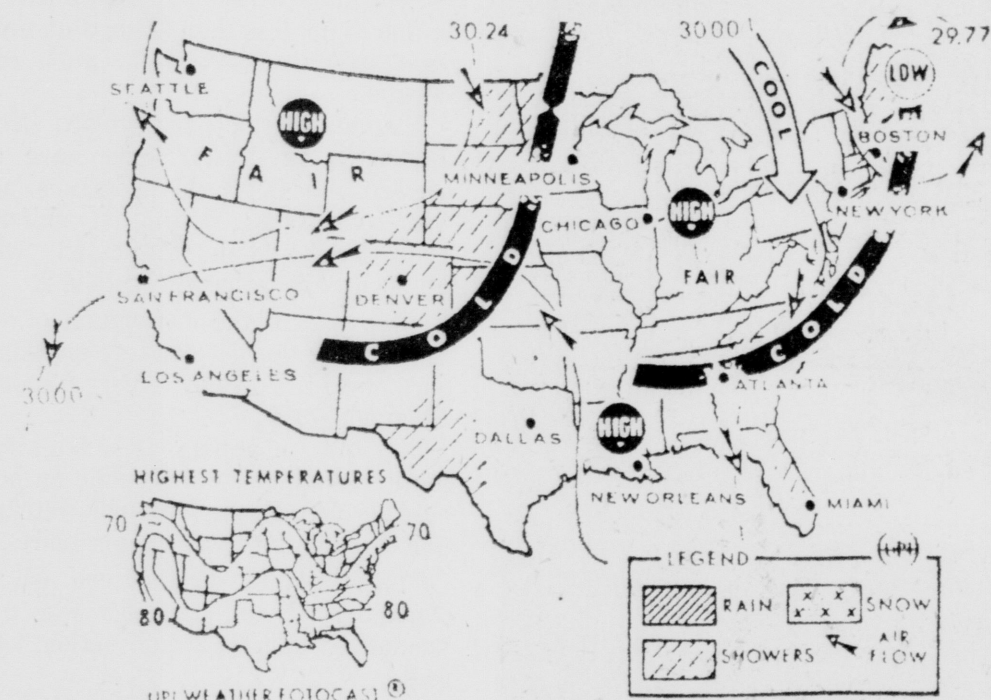 30.24
30.00
29.77
COOL
LOW
SEATTLE
HIGH
BOSTON
FAIR
MINNEAPOLIS
HIGH
NEW YORK
CHICAGO
FAIR
SAN FRANCISCO
DENVER
COLD
COLD
LOS ANGELES
ATLANTA
30.00
HIGH
DALLAS
HIGHEST TEMPERATURES
NEW ORLEANS
MIAMI
70
70
80
80
(UPI)
LEGEND
RAIN
SNOW
SHOWERS
AIR FLOW
UPI WEATHER FOTOCAST ®